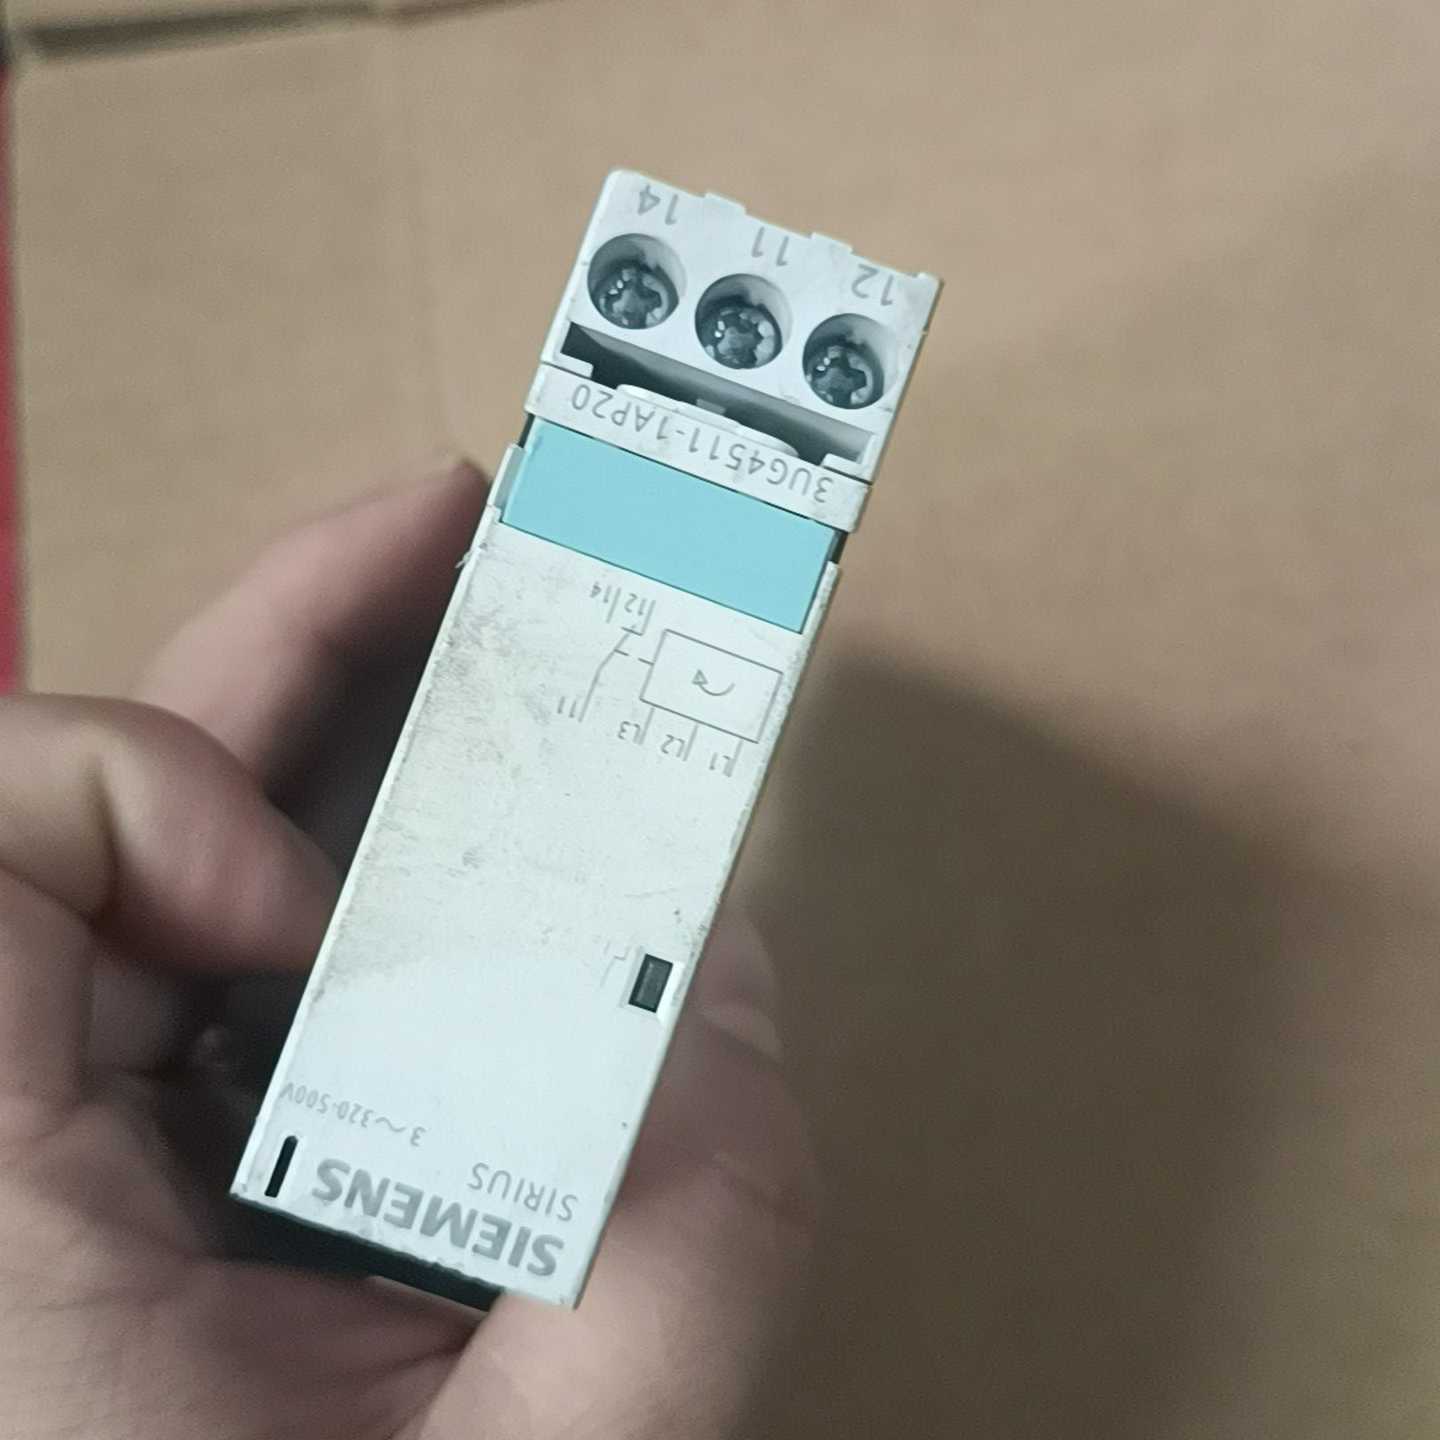 SIEMENS
SIRIUS
3~320-500V
L1 L2 L3 11
12 14
3UG4511-1AP20
12 11 14